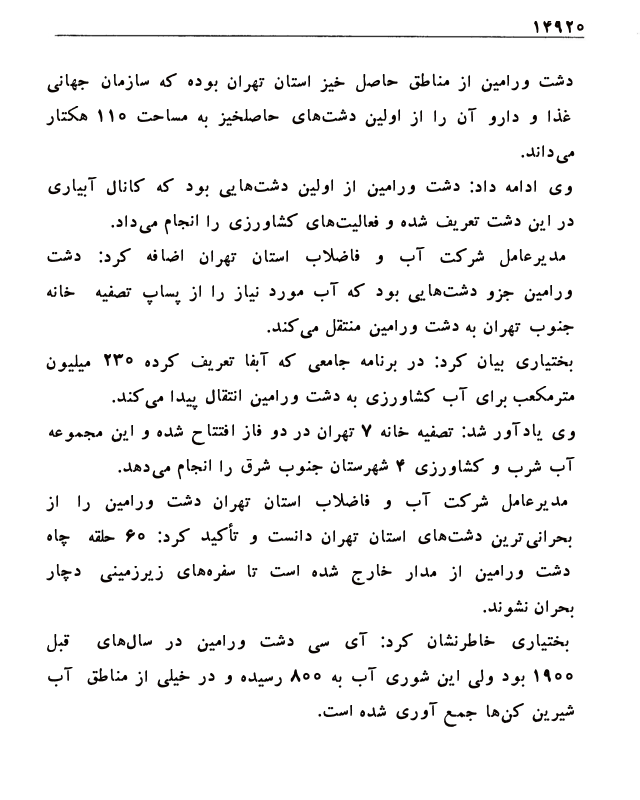 ۱۴۹۲۰
دشت ورامین از مناطق حاصل خیز استان تهران بوده که سازمان جهانی
غذا و دارو آن را از اولین دشت‌های حاصلخیز به مساحت ۱۱۰ هکتار
می‌داند.
وی ادامه داد: دشت ورامین از اولین دشت‌هایی بود که کانال آبیاری
در این دشت تعریف شده و فعالیت‌های کشاورزی را انجام می‌داد.
مدیرعامل شرکت آب و فاضلاب استان تهران اضافه کرد: دشت
ورامین جزو دشت‌هایی بود که آب مورد نیاز را از پساپ تصفیه خانه
جنوب تهران به دشت ورامین منتقل می‌کند.
بختیاری بیان کرد: در برنامه جامعی که آبفا تعریف کرده ۲۳۰ میلیون
مترمکعب برای آب کشاورزی به دشت ورامین انتقال پیدا می‌کند.
وی یادآور شد: تصفیه خانه ۷ تهران در دو فاز افتتاح شده و این مجموعه
آب شرب و کشاورزی ۴ شهرستان جنوب شرق را انجام می‌دهد.
مدیرعامل شرکت آب و فاضلاب استان تهران دشت ورامین را از
بحرانی‌ترین دشت‌های استان تهران دانست و تأکید کرد: ۶۰ حلقه چاه
دشت ورامین از مدار خارج شده است تا سفره‌های زیرزمینی دچار
بحران نشوند.
بختیاری خاطرنشان کرد: آی سی دشت ورامین در سال‌های قبل
۱۹۰۰ بود ولی این شوری آب به ۸۰۰ رسیده و در خیلی از مناطق آب
شیرین کن‌ها جمع آوری شده است.